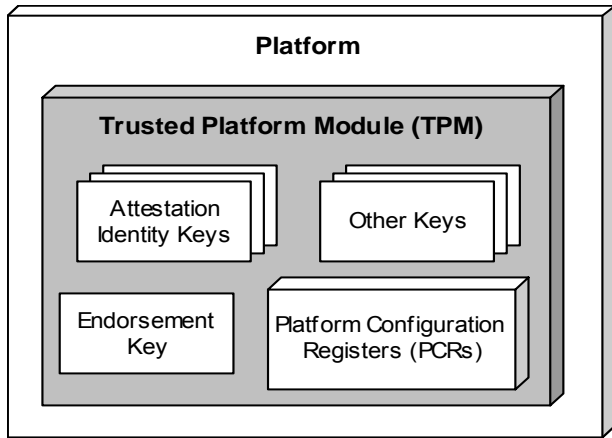 Platform
Trusted Platform Module (TPM)
Attestation
Identity Keys
Other Keys
Endorsement
Key
Platform Configuration
Registers (PCRs)